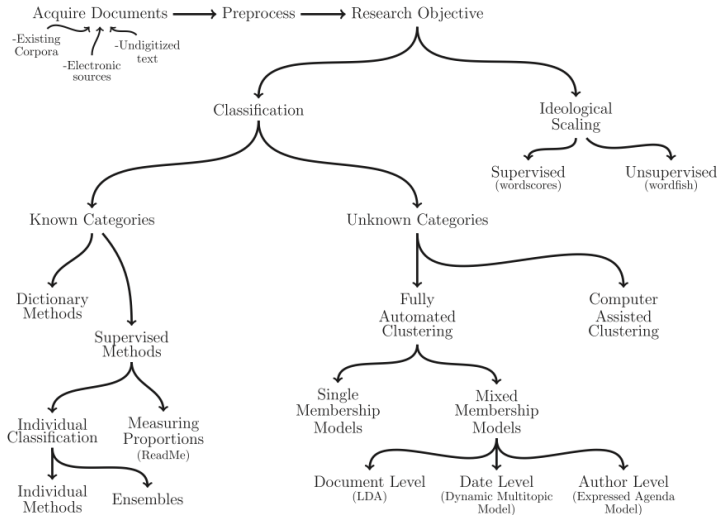 Acquire Documents
Preprocess
Research Objective
-Existing
Corpora
-Electronic
sources
-Undigitized
text
Classification
Ideological
Scaling
Supervised
(wordscores)
Unsupervised
(wordfish)
Known Categories
Unknown Categories
Dictionary
Methods
Supervised
Methods
Fully
Automated
Clustering
Computer
Assisted
Clustering
Individual
Classification
Measuring
Proportions
(ReadMe)
Single
Membership
Models
Mixed
Membership
Models
Individual
Methods
Ensembles
Document Level
(LDA)
Date Level
(Dynamic Multitopic
Model)
Author Level
(Expressed Agenda
Model)